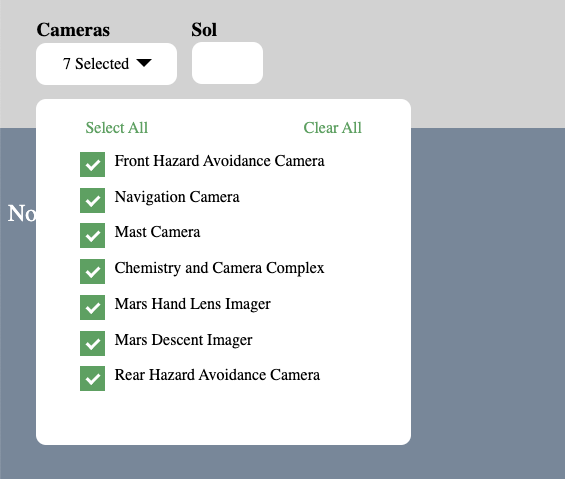 Cameras Sol
7 Selected
Select All Clear All
Front Hazard Avoidance Camera
Navigation Camera
No
Mast Camera
Chemistry and Camera Complex
Mars Hand Lens Imager
Mars Descent Imager
Rear Hazard Avoidance Camera